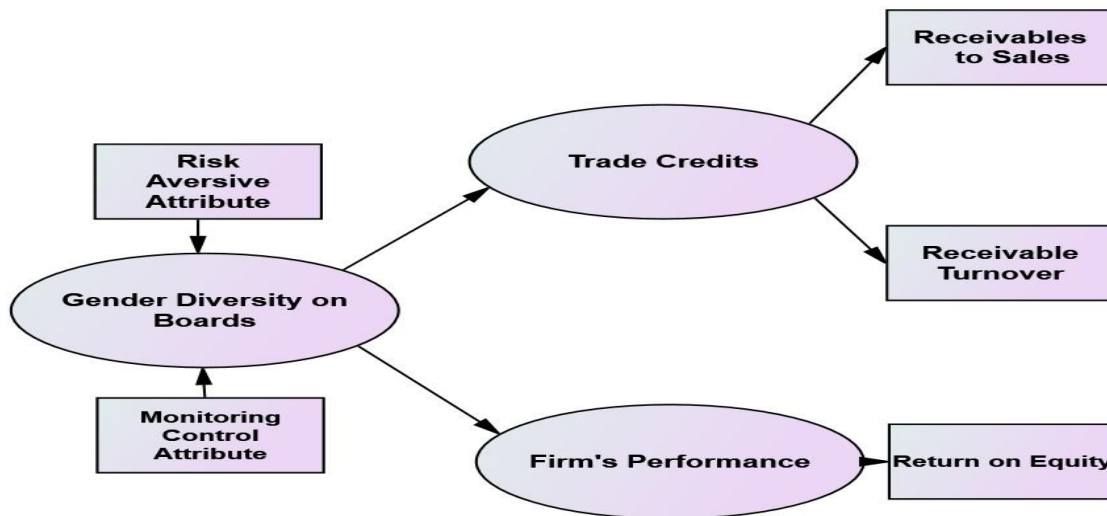 Receivables
to Sales
Risk
Aversive
Attribute
Trade Credits
Gender Diversity on
Boards
Receivable
Turnover
Monitoring
Control
Attribute
Firm's Performance
Return on Equity